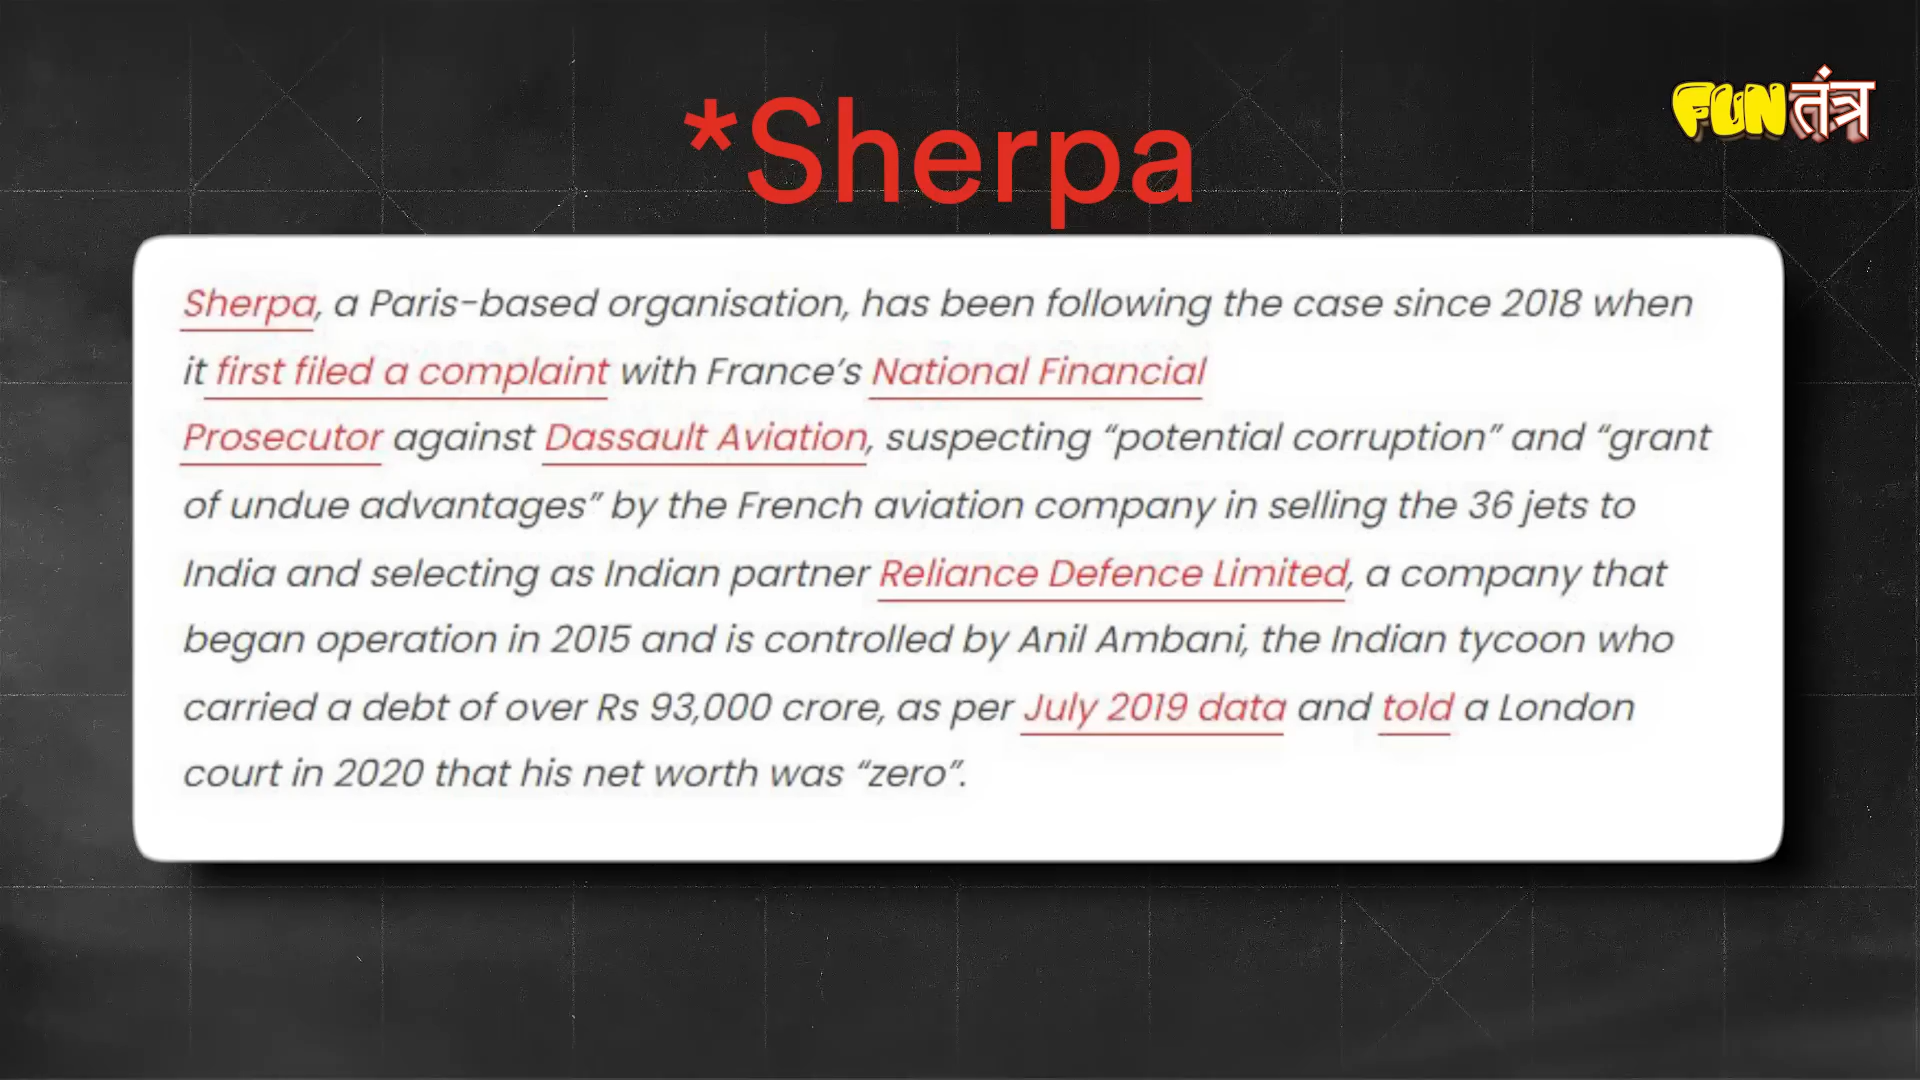 FUNतंत्र
*Sherpa
Sherpa, a Paris-based organisation, has been following the case since 2018 when
it first filed a complaint with France’s National Financial
Prosecutor against Dassault Aviation, suspecting “potential corruption” and “grant
of undue advantages” by the French aviation company in selling the 36 jets to
India and selecting as Indian partner Reliance Defence Limited, a company that
began operation in 2015 and is controlled by Anil Ambani, the Indian tycoon who
carried a debt of over Rs 93,000 crore, as per July 2019 data and told a London
court in 2020 that his net worth was “zero”.